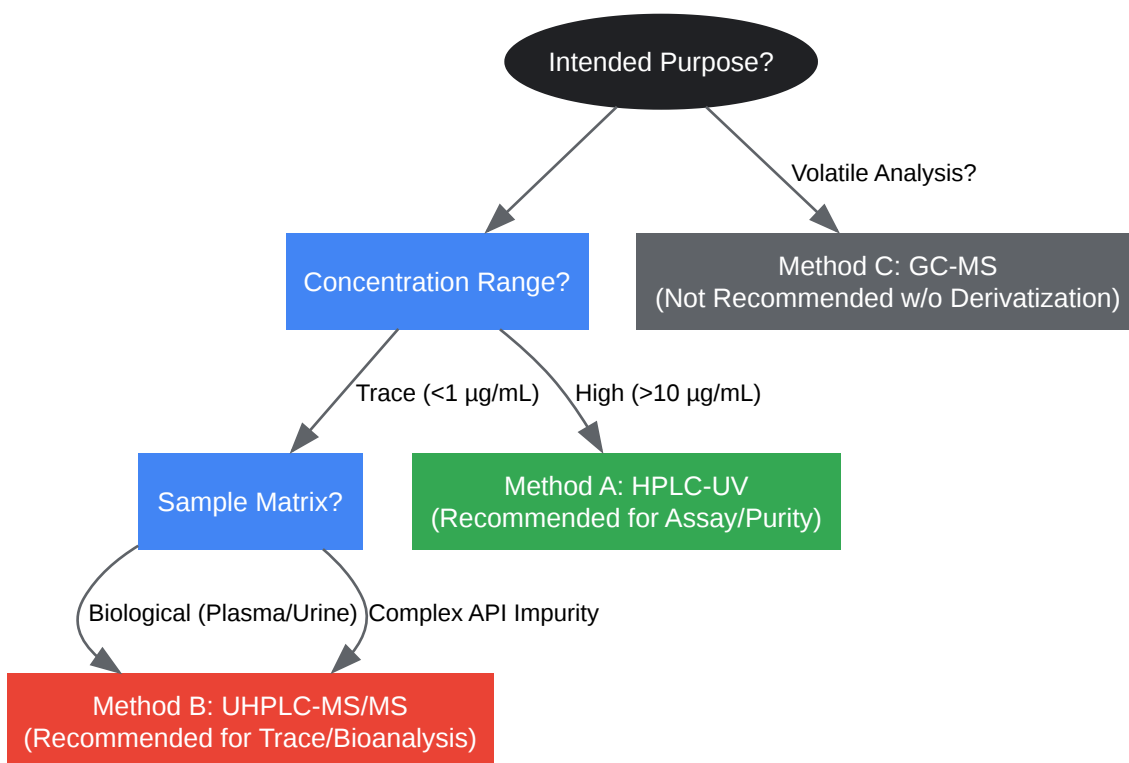 Intended Purpose?
Volatile Analysis?
Concentration Range?
Method C: GC-MS
(Not Recommended w/o Derivatization)
Trace (<1 µg/mL)
High (>10 µg/mL)
Sample Matrix?
Method A: HPLC-UV
(Recommended for Assay/Purity)
Biological (Plasma/Urine)
Complex API Impurity
Method B: UHPLC-MS/MS
(Recommended for Trace/Bioanalysis)